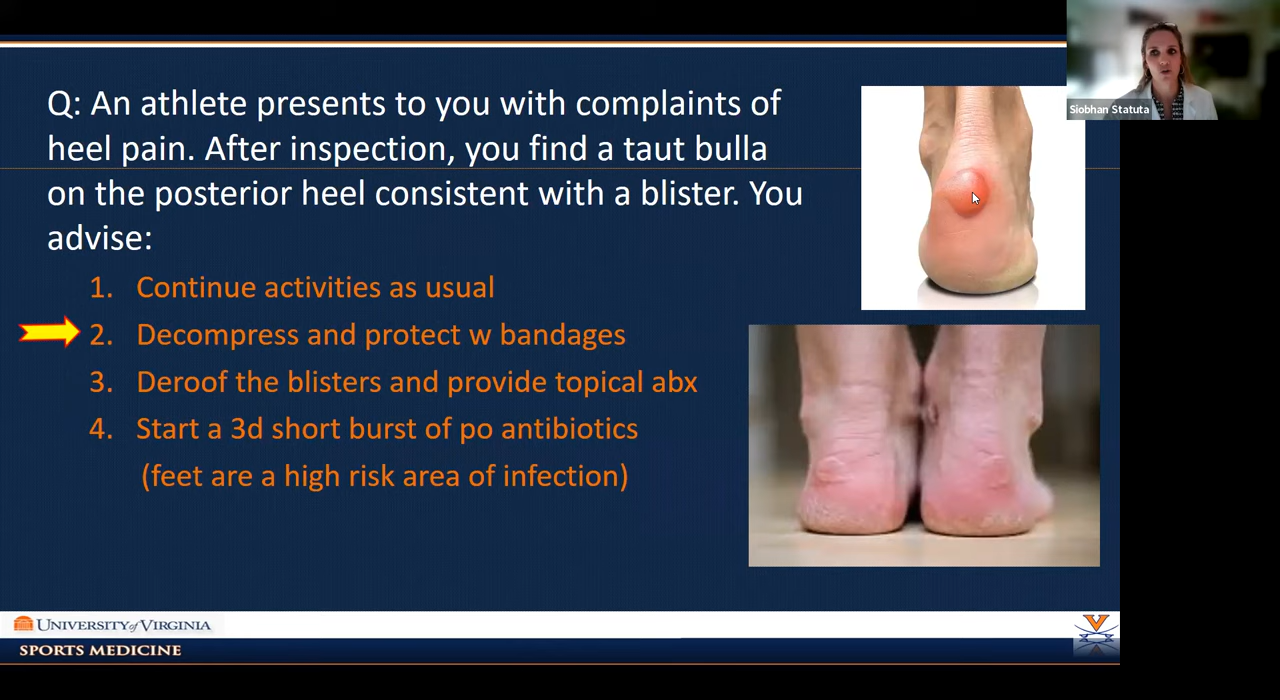 Q: An athlete presents to you with complaints of
heel pain. After inspection, you find a taut bulla
on the posterior heel consistent with a blister. You
advise:
1. Continue activities as usual
2. Decompress and protect w bandages
3. Deroof the blisters and provide topical abx
4. Start a 3d short burst of po antibiotics
(feet are a high risk area of infection)
Siobhan Statuta
UNIVERSITY of VIRGINIA
SPORTS MEDICINE